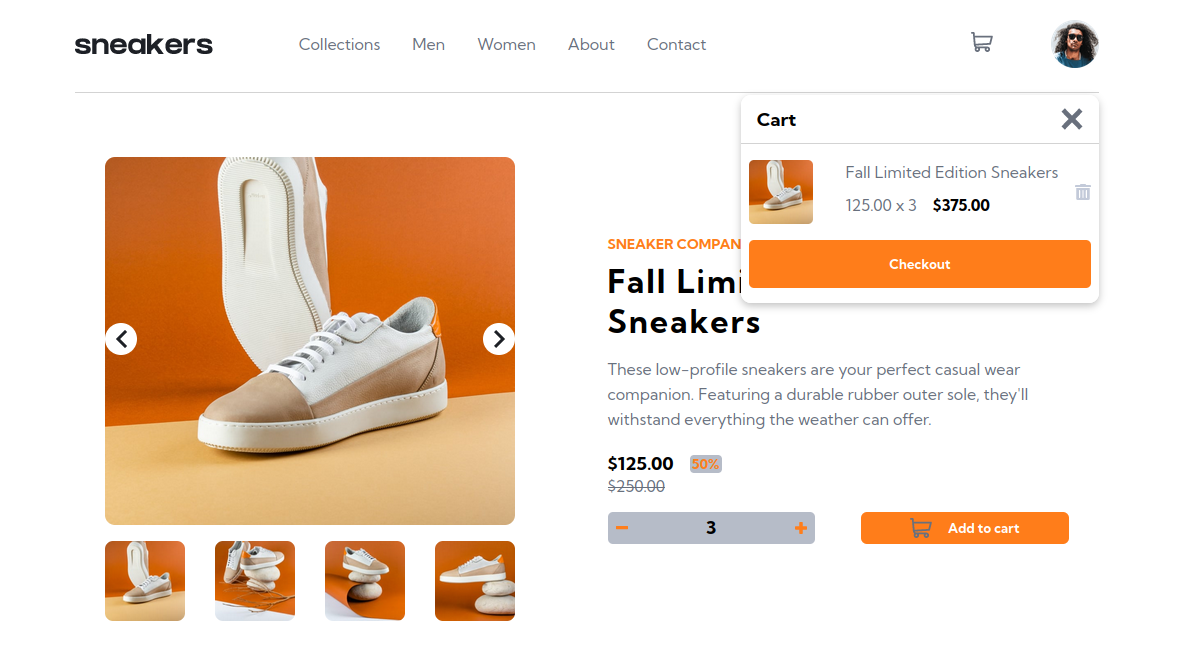 sneakers
Collections
Men
Women
About
Contact
Cart
Fall Limited Edition Sneakers
125.00 x 3 $375.00
Checkout
SNEAKER COMPAN
Fall Limi
Sneakers
These low-profile sneakers are your perfect casual wear
companion. Featuring a durable rubber outer sole, they'll
withstand everything the weather can offer.
$125.00 50%
$250.00
3
Add to cart